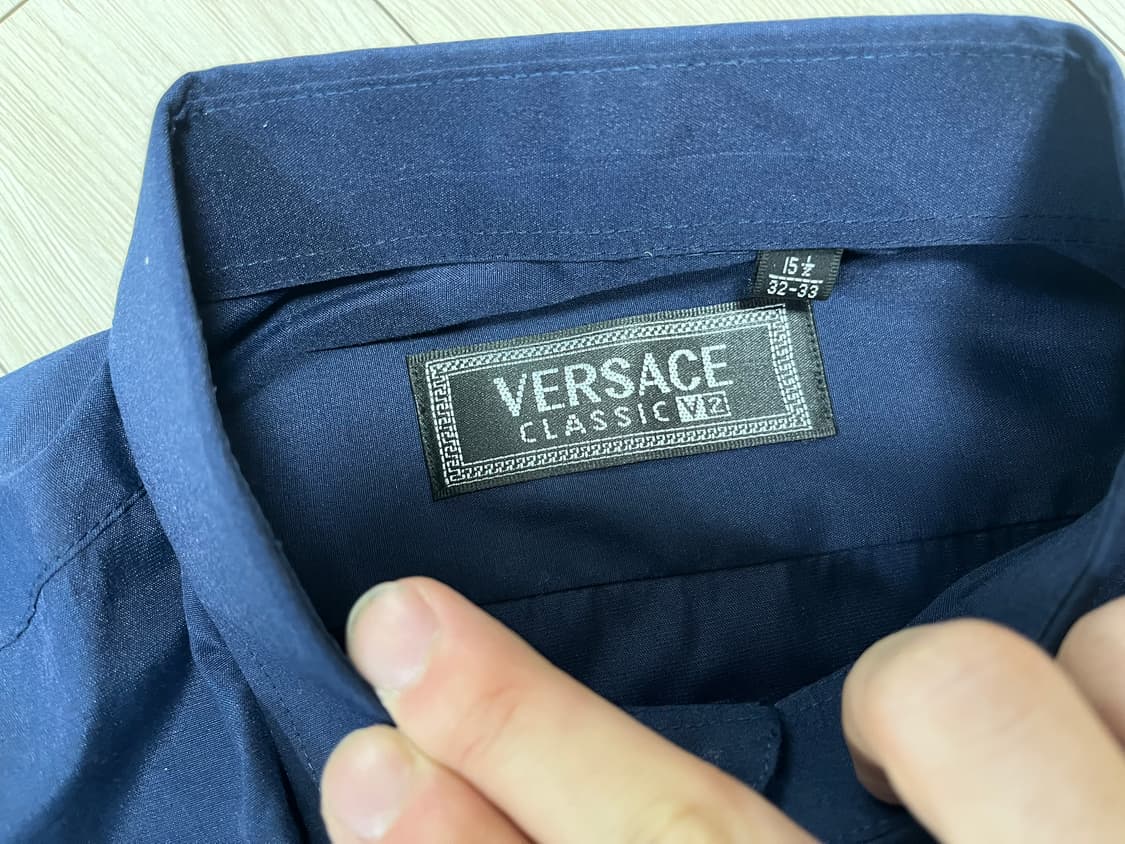 15 ½
32-33
VERSACE
CLASSIC V2